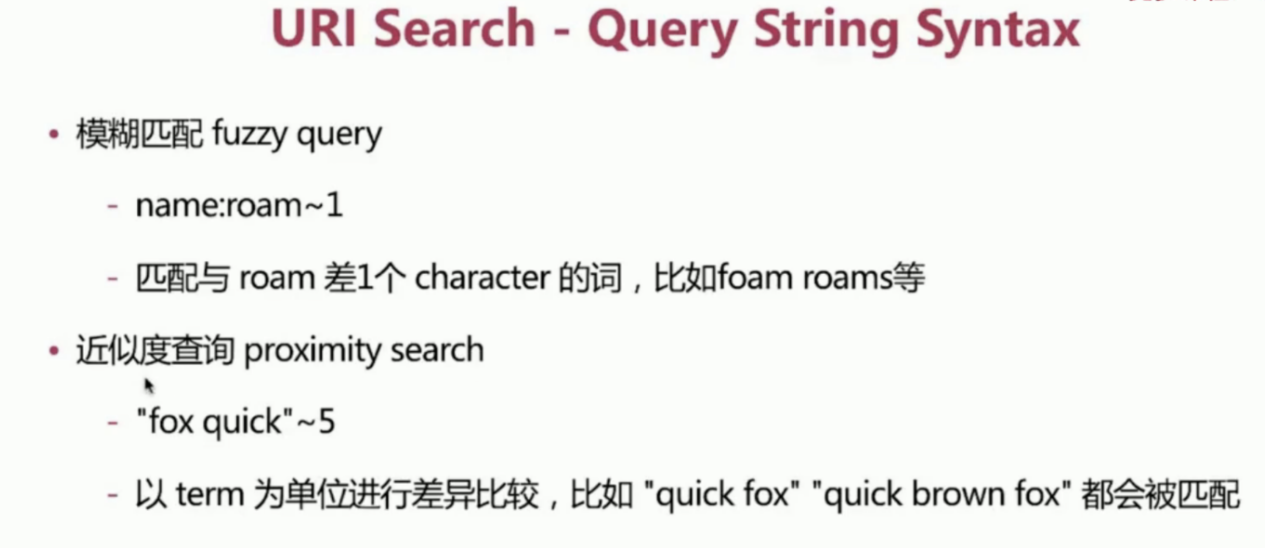 URI Search - Query String Syntax
• 模糊匹配 fuzzy query
- name:roam~1
- 匹配与 roam 差1个 character 的词，比如foam roams等
• 近似度查询 proximity search
- "fox quick"~5
- 以 term 为单位进行差异比较，比如 "quick fox" "quick brown fox" 都会被匹配